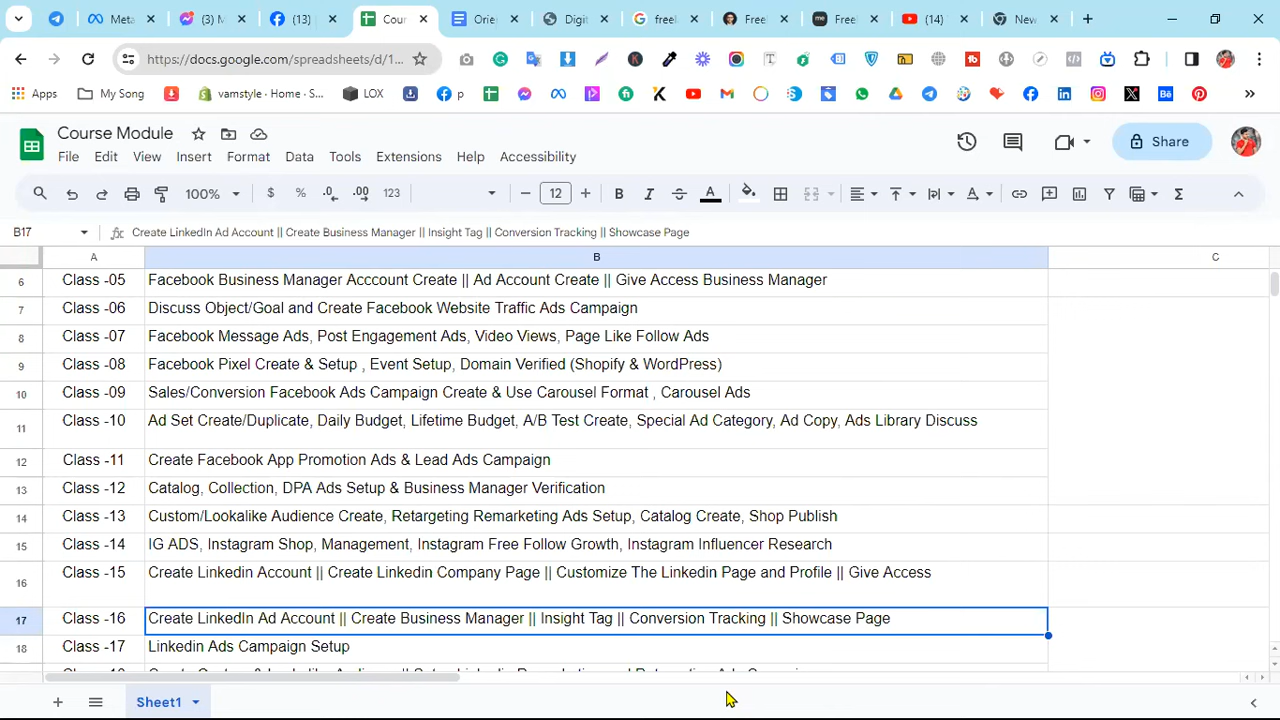 Meta
(3) M
(13)
Cour
Orie
Digit
freel
Free
Freel
(14)
New
https://docs.google.com/spreadsheets/d/1...
Apps
My Song
vamstyle · Home - S...
LOX
p
Course Module
Share
File Edit View Insert Format Data Tools Extensions Help Accessibility
100% $ % .0 .00 123 12 B I A
B17 fx Create LinkedIn Ad Account || Create Business Manager || Insight Tag || Conversion Tracking || Showcase Page
A B C
6 Class -05 Facebook Business Manager Acccount Create || Ad Account Create || Give Access Business Manager
7 Class -06 Discuss Object/Goal and Create Facebook Website Traffic Ads Campaign
8 Class -07 Facebook Message Ads, Post Engagement Ads, Video Views, Page Like Follow Ads
9 Class -08 Facebook Pixel Create & Setup , Event Setup, Domain Verified (Shopify & WordPress)
10 Class -09 Sales/Conversion Facebook Ads Campaign Create & Use Carousel Format , Carousel Ads
11 Class -10 Ad Set Create/Duplicate, Daily Budget, Lifetime Budget, A/B Test Create, Special Ad Category, Ad Copy, Ads Library Discuss
12 Class -11 Create Facebook App Promotion Ads & Lead Ads Campaign
13 Class -12 Catalog, Collection, DPA Ads Setup & Business Manager Verification
14 Class -13 Custom/Lookalike Audience Create, Retargeting Remarketing Ads Setup, Catalog Create, Shop Publish
15 Class -14 IG ADS, Instagram Shop, Management, Instagram Free Follow Growth, Instagram Influencer Research
16 Class -15 Create Linkedin Account || Create Linkedin Company Page || Customize The Linkedin Page and Profile || Give Access
17 Class -16 Create LinkedIn Ad Account || Create Business Manager || Insight Tag || Conversion Tracking || Showcase Page
18 Class -17 Linkedin Ads Campaign Setup
Sheet1